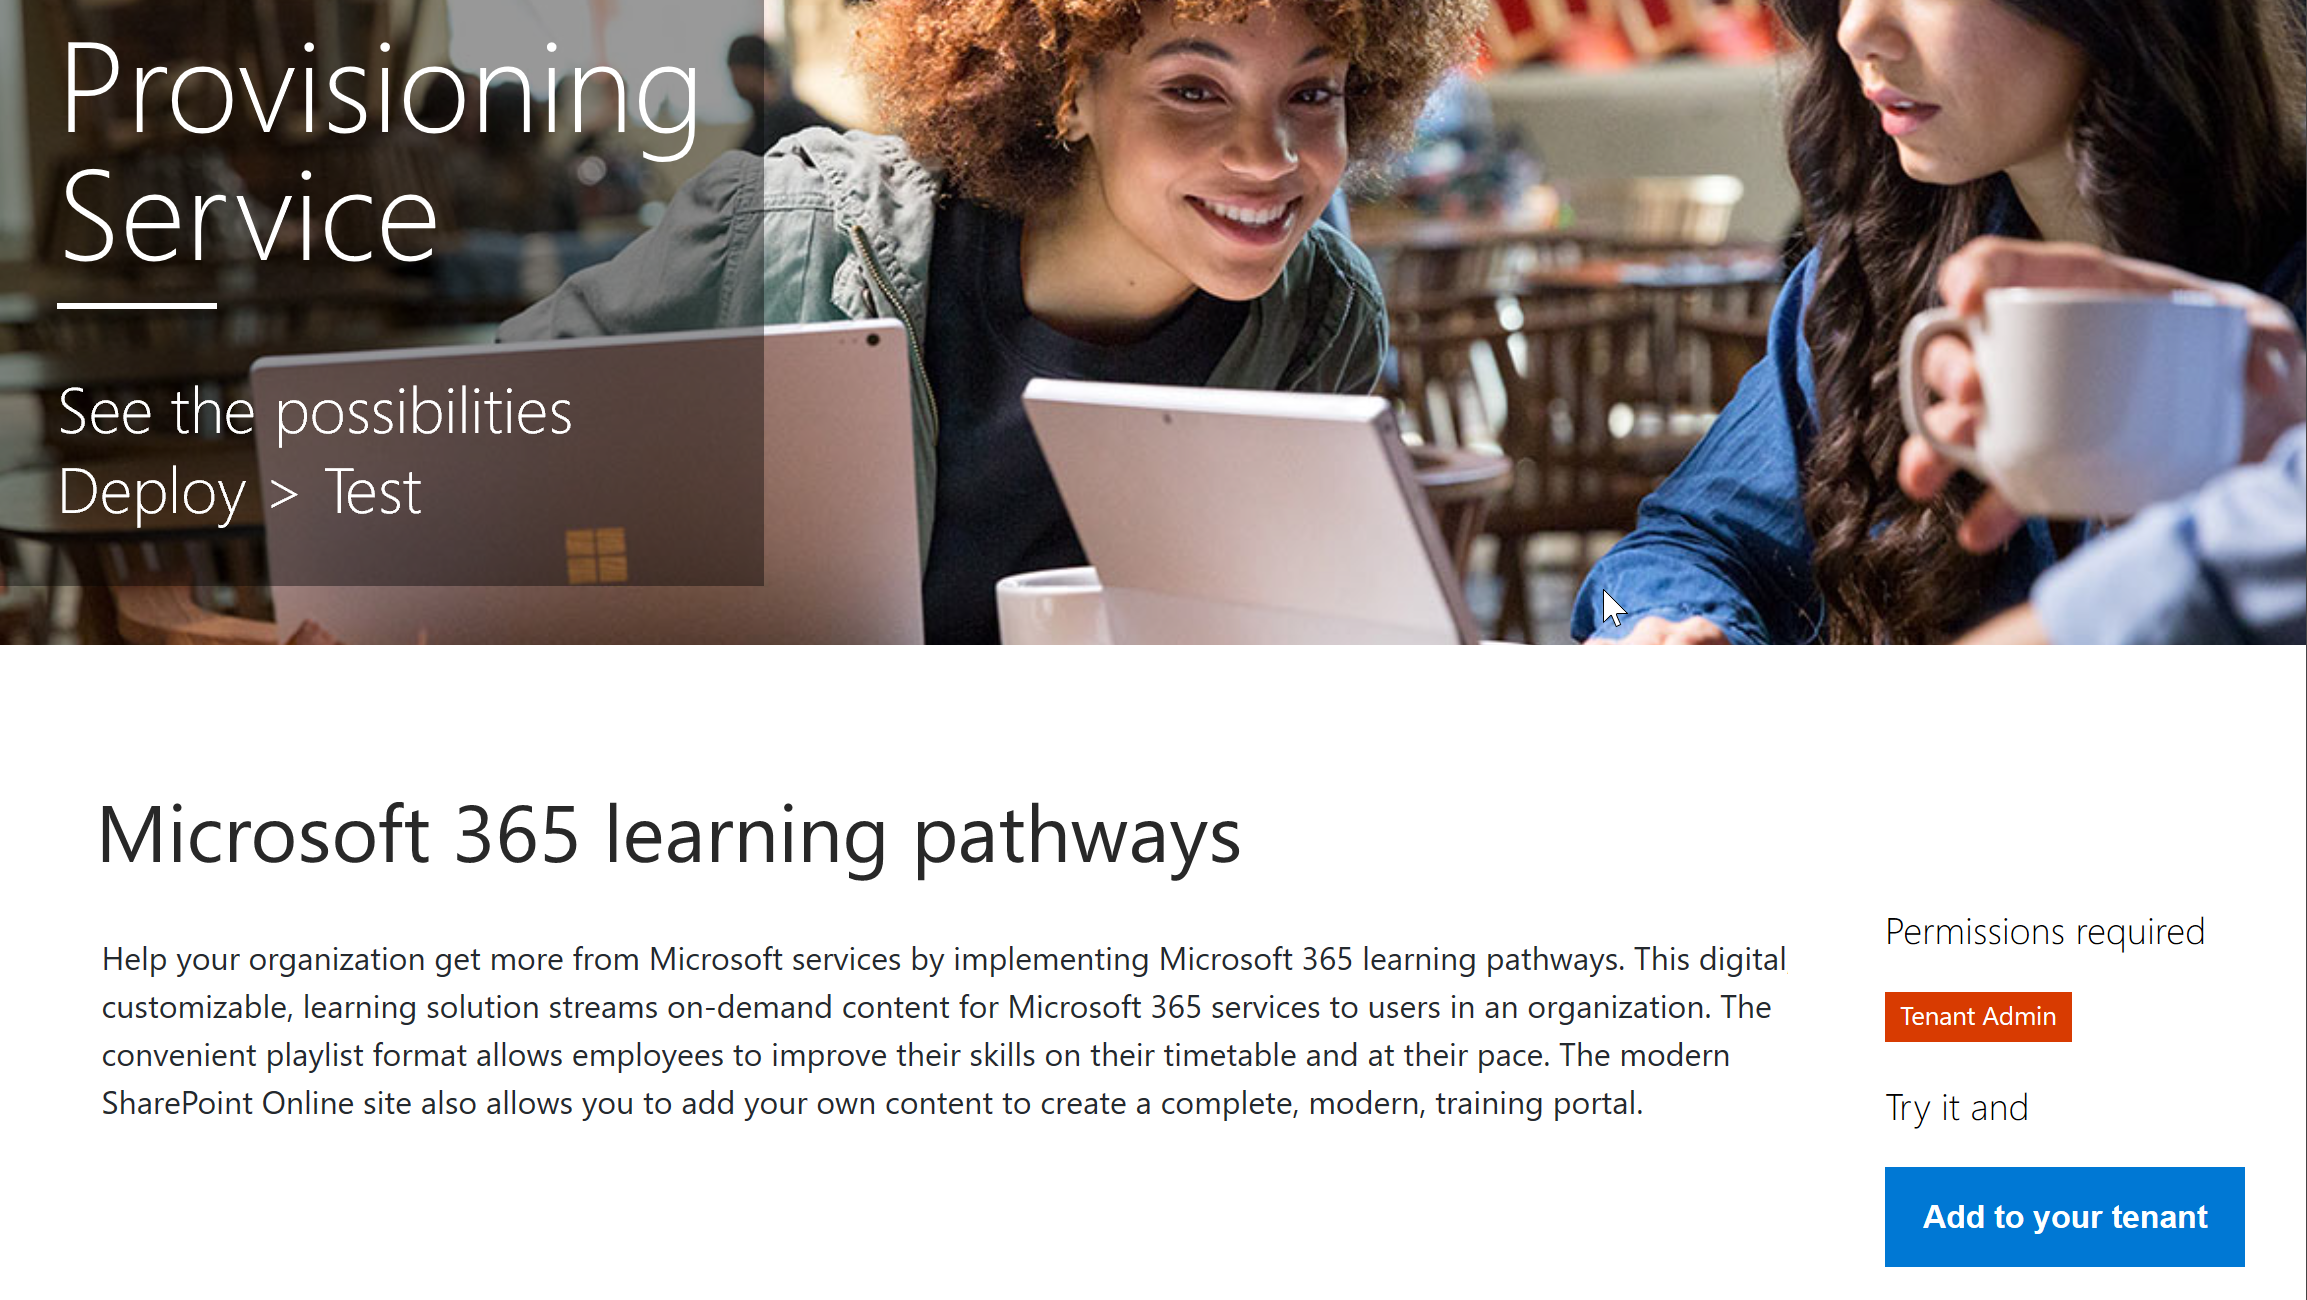 Provisioning
Service
See the possibilities
Deploy > Test
Microsoft 365 learning pathways
Help your organization get more from Microsoft services by implementing Microsoft 365 learning pathways. This digital
customizable, learning solution streams on-demand content for Microsoft 365 services to users in an organization. The
convenient playlist format allows employees to improve their skills on their timetable and at their pace. The modern
SharePoint Online site also allows you to add your own content to create a complete, modern, training portal.
Permissions required
Tenant Admin
Try it and
Add to your tenant